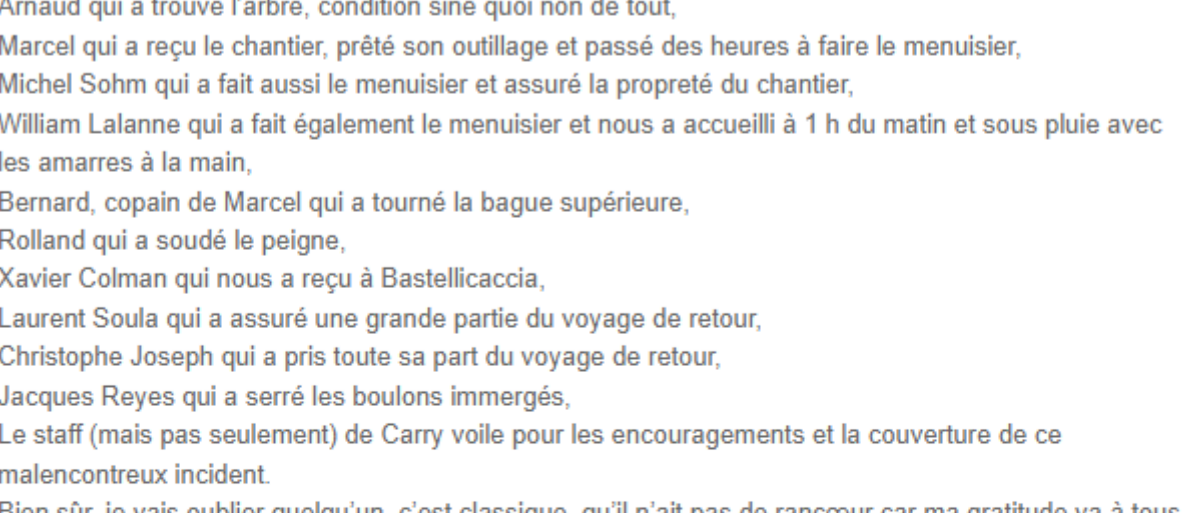 Arnaud qui a trouvé l'arbre, condition sine quoi non de tout,
Marcel qui a reçu le chantier, prêté son outillage et passé des heures à faire le menuisier,
Michel Sohm qui a fait aussi le menuisier et assuré la propreté du chantier,
William Lalanne qui a fait également le menuisier et nous a accueilli à 1 h du matin et sous pluie avec
les amarres à la main,
Bernard, copain de Marcel qui a tourné la bague supérieure,
Rolland qui a soudé le peigne,
Xavier Colman qui nous a reçu à Bastellicaccia,
Laurent Soula qui a assuré une grande partie du voyage de retour,
Christophe Joseph qui a pris toute sa part du voyage de retour,
Jacques Reyes qui a serré les boulons immergés,
Le staff (mais pas seulement) de Carry voile pour les encouragements et la couverture de ce
malencontreux incident.
Bien sûr, je vais oublier quelqu'un, c'est classique, qu'il n'ait pas de rancœur car ma gratitude va à tous